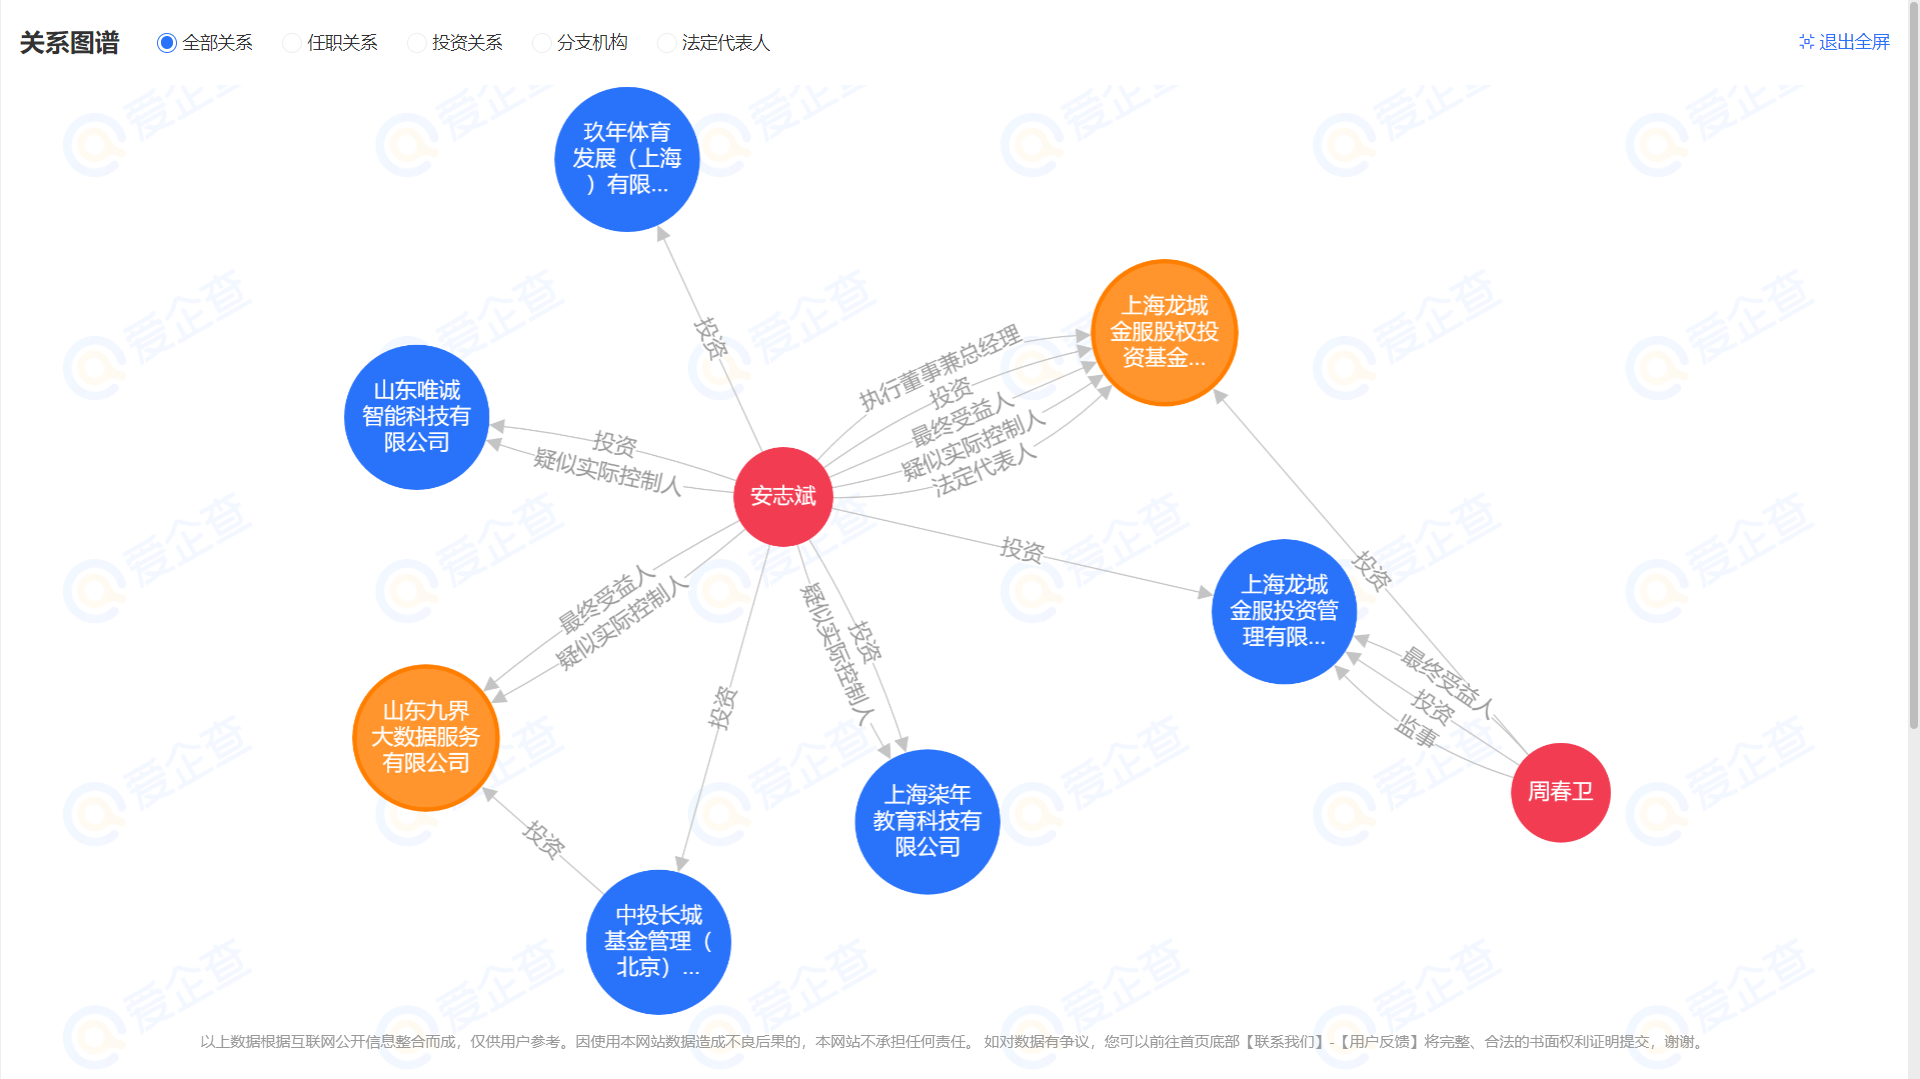 关系图谱
全部关系
任职关系
投资关系
分支机构
法定代表人
退出全屏
玖年体育
发展（上海
）有限...
上海龙城
金服股权投
资基金...
山东唯诚
智能科技有
限公司
安志斌
上海龙城
金服投资管
理有限...
山东九界
大数据服务
有限公司
上海柒年
教育科技有
限公司
周春卫
中投长城
基金管理（
北京）...
投资
执行董事兼总经理
投资
最终受益人
疑似实际控制人
法定代表人
投资
疑似实际控制人
投资
投资
最终受益人
疑似实际控制人
疑似实际控制人
投资
投资
最终受益人
投资
监事
投资
爱企查
以上数据根据互联网公开信息整合而成，仅供用户参考。因使用本网站数据造成不良后果的，本网站不承担任何责任。 如对数据有争议，您可以前往首页底部【联系我们】-【用户反馈】将完整、合法的书面权利证明提交，谢谢。